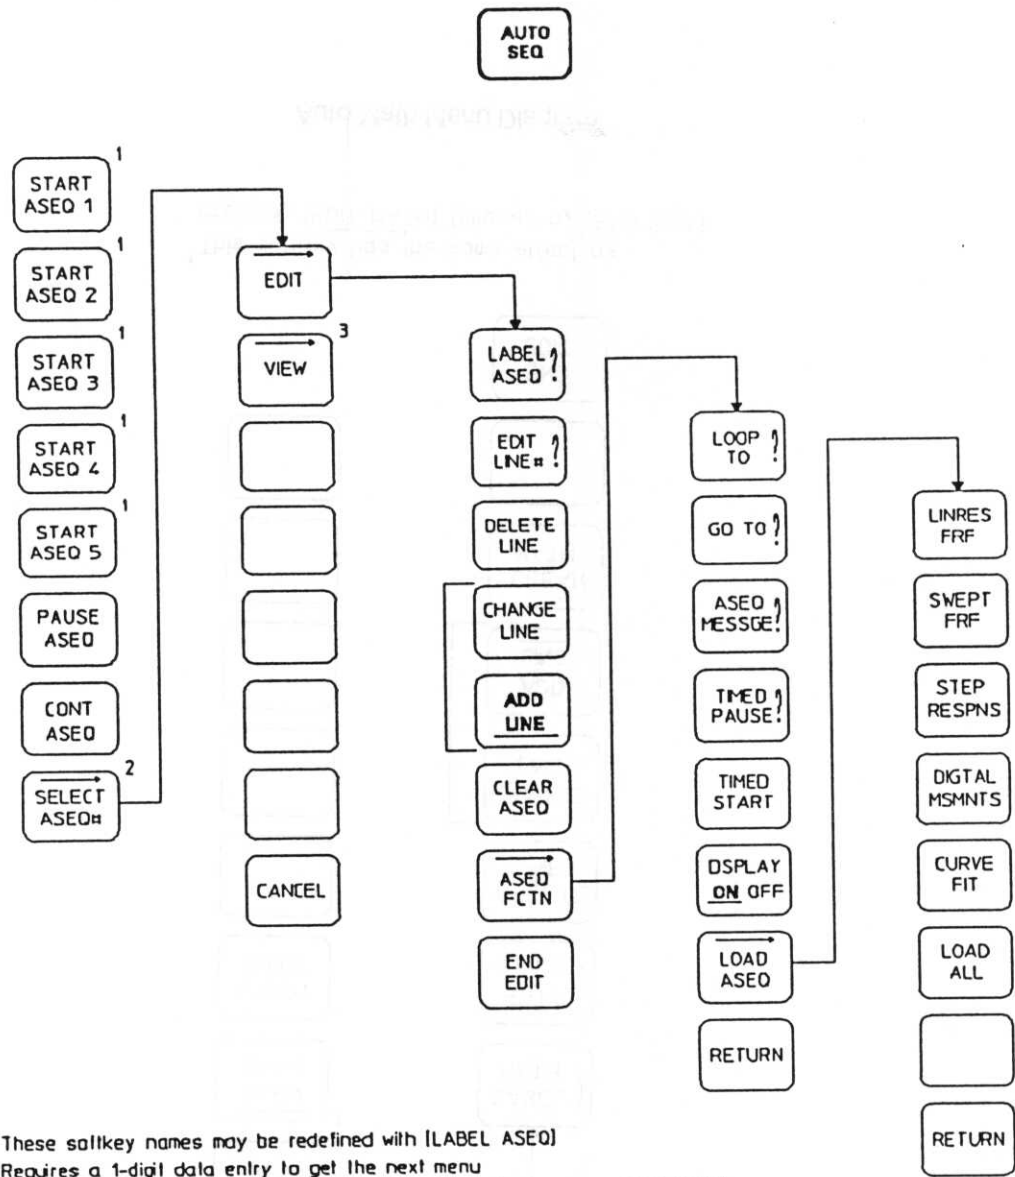 AUTO
SEQ
START
ASEQ 1
1
START
ASEQ 2
1
START
ASEQ 3
1
START
ASEQ 4
1
START
ASEQ 5
1
PAUSE
ASEQ
CONT
ASEQ
SELECT
ASEQ#
2
EDIT
VIEW
3
CANCEL
LABEL
ASEQ ?
EDIT
LINE# ?
DELETE
LINE
CHANGE
LINE
ADD
LINE
CLEAR
ASEQ
ASEQ
FCTN
END
EDIT
LOOP
TO ?
GO TO ?
ASEQ
MESSGE ?
TIMED
PAUSE ?
TIMED
START
DSPLAY
ON OFF
LOAD
ASEQ
RETURN
LINRES
FRF
SWEPT
FRF
STEP
RESPNS
DIGTAL
MSMNTS
CURVE
FIT
LOAD
ALL
RETURN
These softkey names may be redefined with [LABEL ASEQ]
Requires a 1-digit data entry to get the next menu